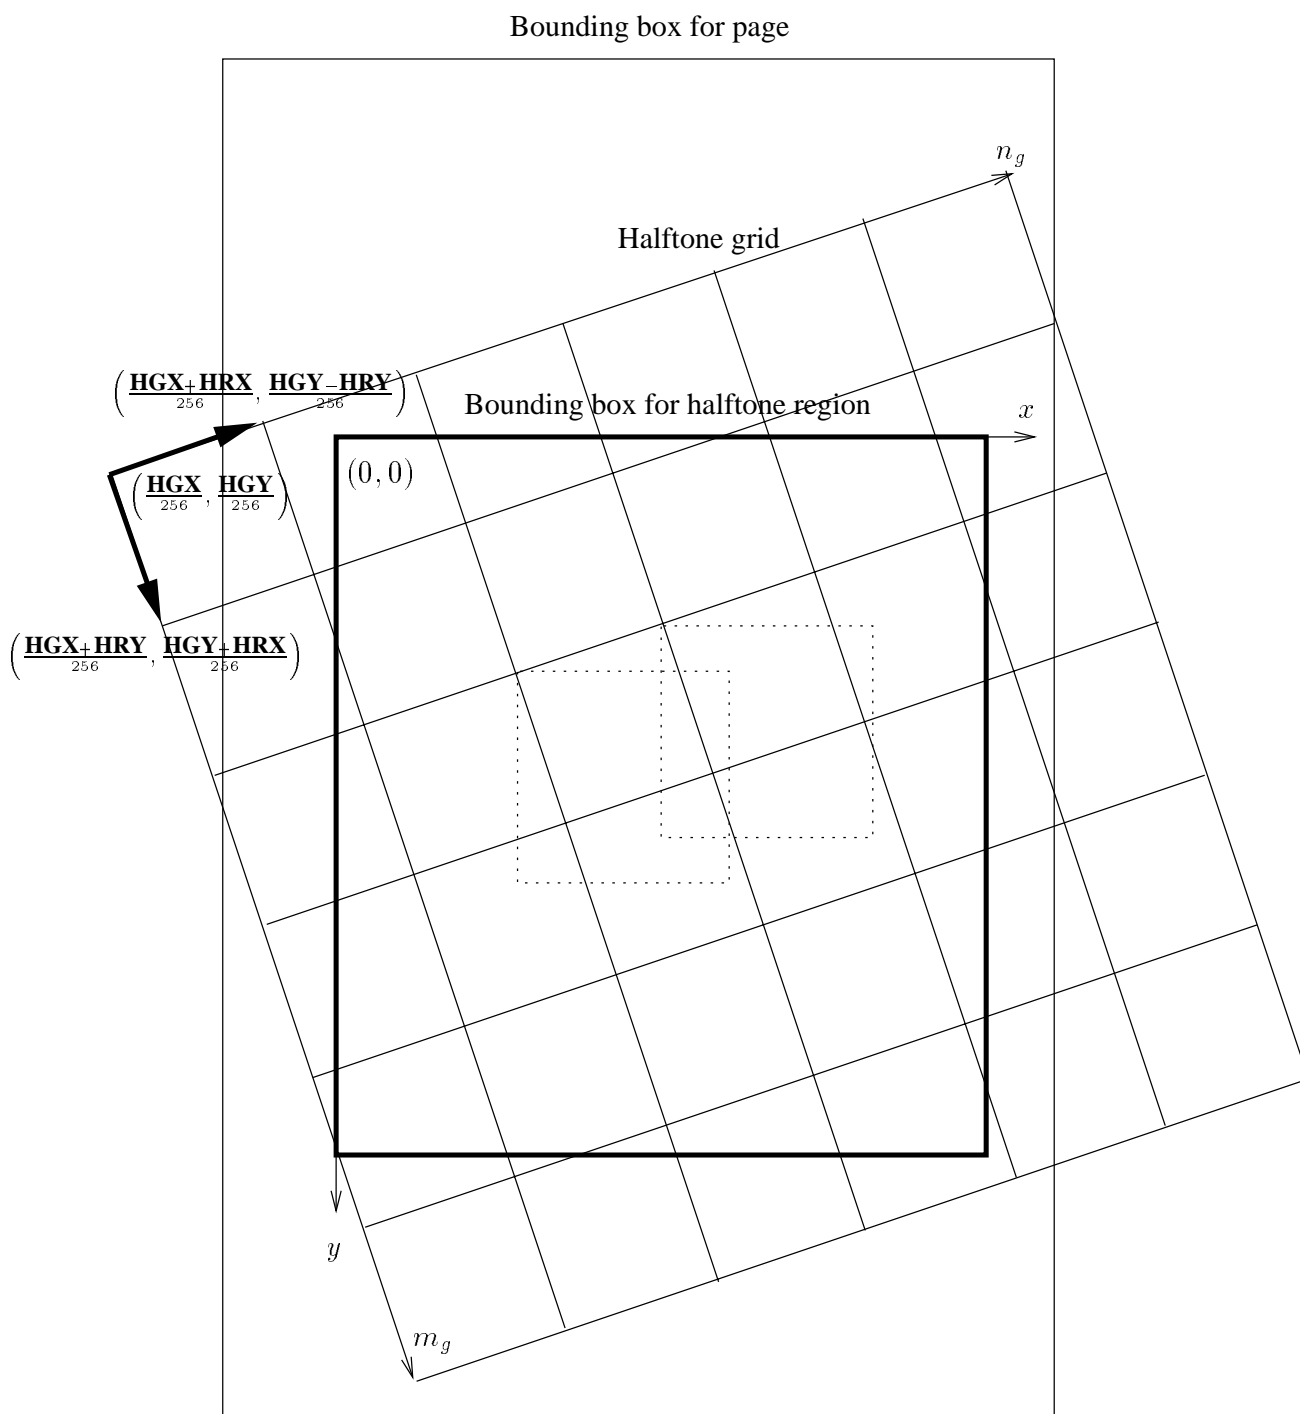 Bounding box for page
n_g
Halftone grid
(HGX+HRX/256, HGY−HRY/256)
Bounding box for halftone region
x
(0, 0)
(HGX/256, HGY/256)
(HGX+HRY/256, HGY+HRX/256)
y
m_g